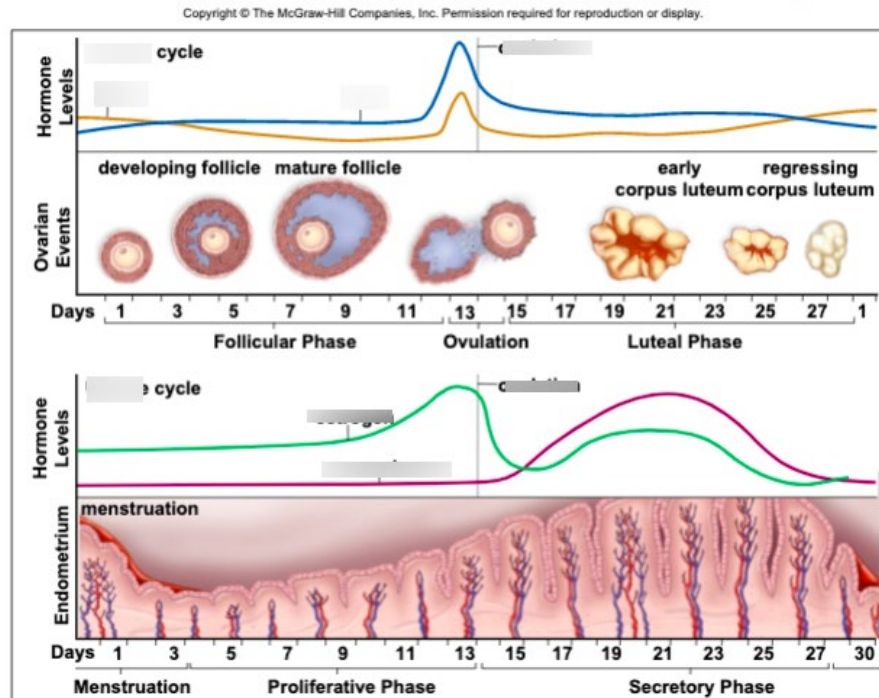 Copyright © The McGraw-Hill Companies, Inc. Permission required for reproduction or display.
cycle
Hormone
Levels
developing follicle mature follicle early regressing
corpus luteum corpus luteum
Ovarian
Events
Days 1 3 5 7 9 11 13 15 17 19 21 23 25 27 1
Follicular Phase Ovulation Luteal Phase
cycle
Hormone
Levels
menstruation
Endometrium
Days 1 3 5 7 9 11 13 15 17 19 21 23 25 27 30
Menstruation Proliferative Phase Secretory Phase